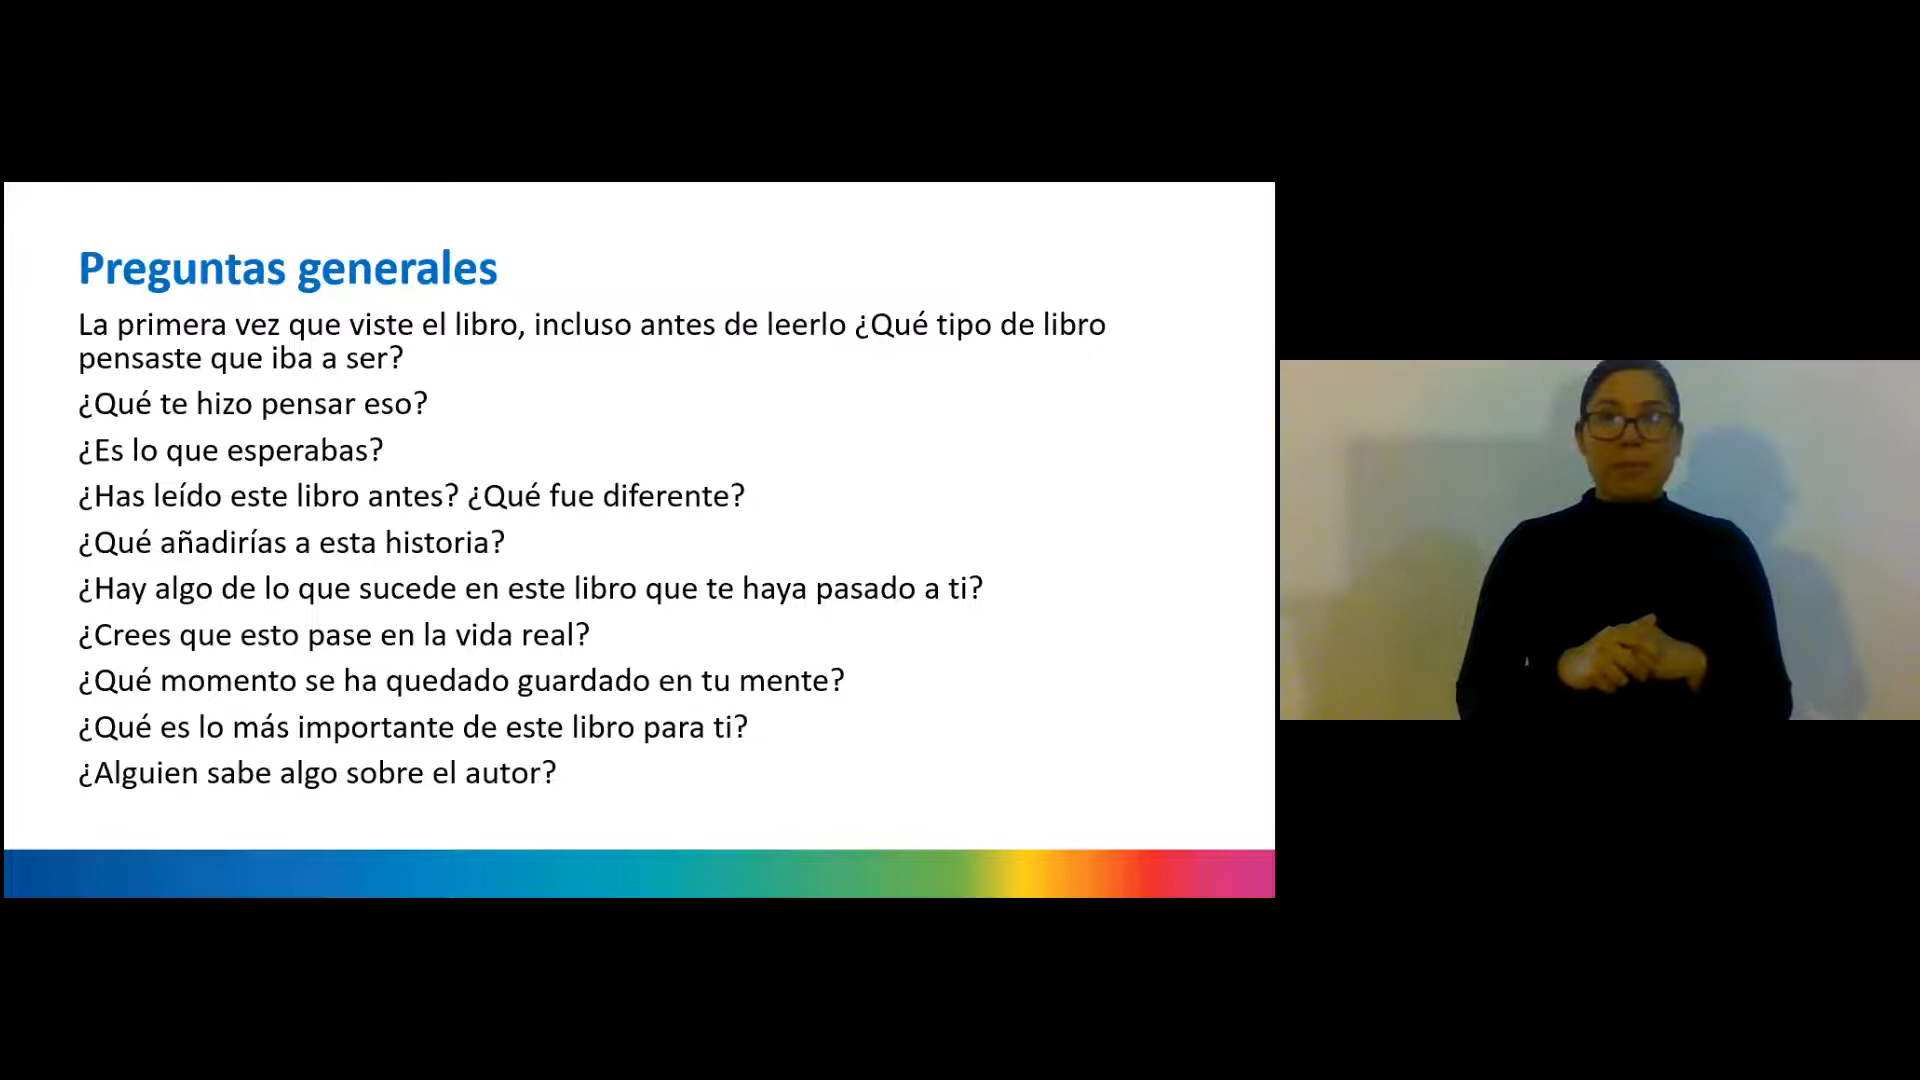 Preguntas generales
La primera vez que viste el libro, incluso antes de leerlo ¿Qué tipo de libro
pensaste que iba a ser?
¿Qué te hizo pensar eso?
¿Es lo que esperabas?
¿Has leído este libro antes? ¿Qué fue diferente?
¿Qué añadirías a esta historia?
¿Hay algo de lo que sucede en este libro que te haya pasado a ti?
¿Crees que esto pase en la vida real?
¿Qué momento se ha quedado guardado en tu mente?
¿Qué es lo más importante de este libro para ti?
¿Alguien sabe algo sobre el autor?